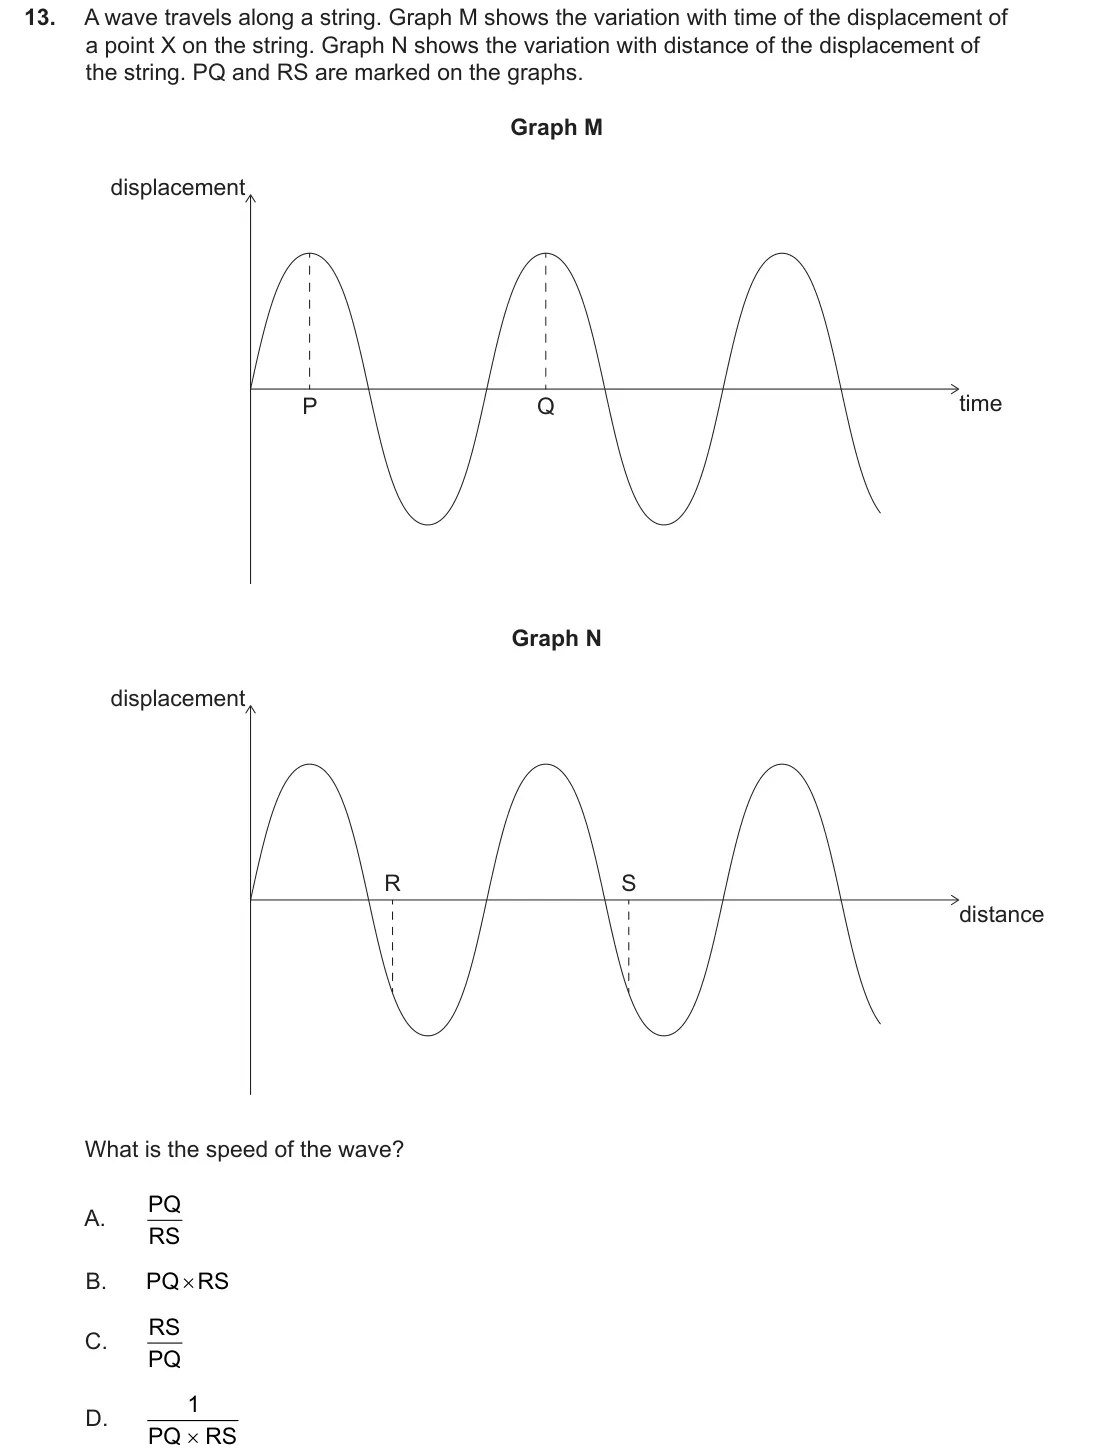 13. A wave travels along a string. Graph M shows the variation with time of the displacement of
a point X on the string. Graph N shows the variation with distance of the displacement of
the string. PQ and RS are marked on the graphs.
Graph M
displacement
P
Q
time
Graph N
displacement
R
S
distance
What is the speed of the wave?
A. PQ
RS
B. PQ × RS
C. RS
PQ
D. 1
PQ × RS